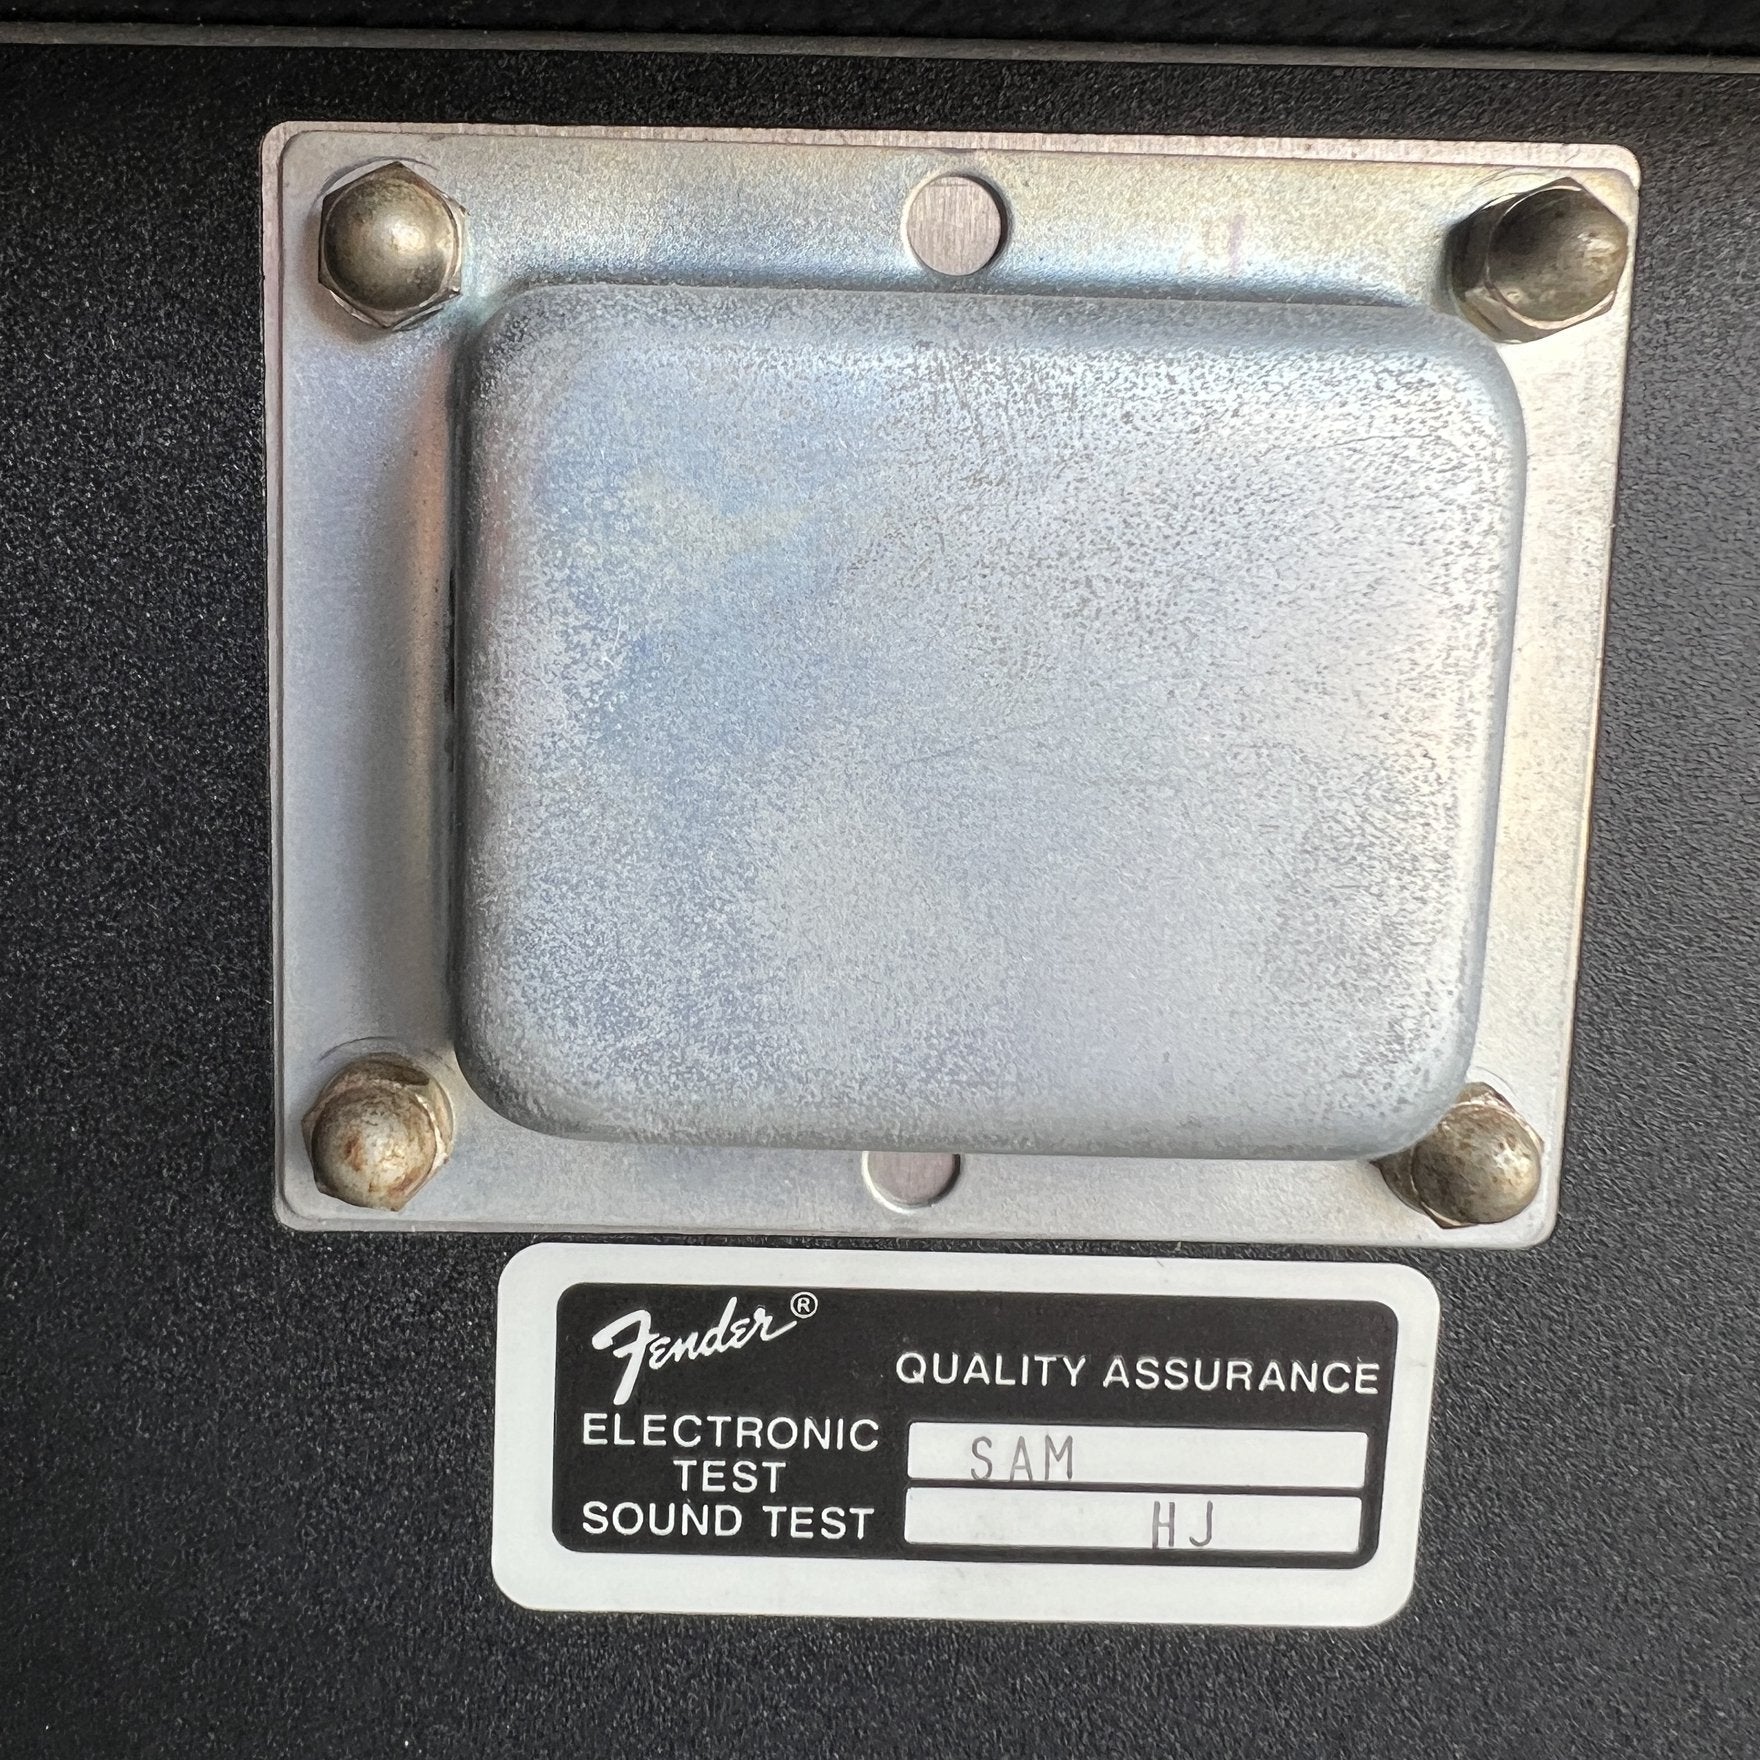 Fender®
QUALITY ASSURANCE
ELECTRONIC
TEST
SAM
SOUND TEST
HJ